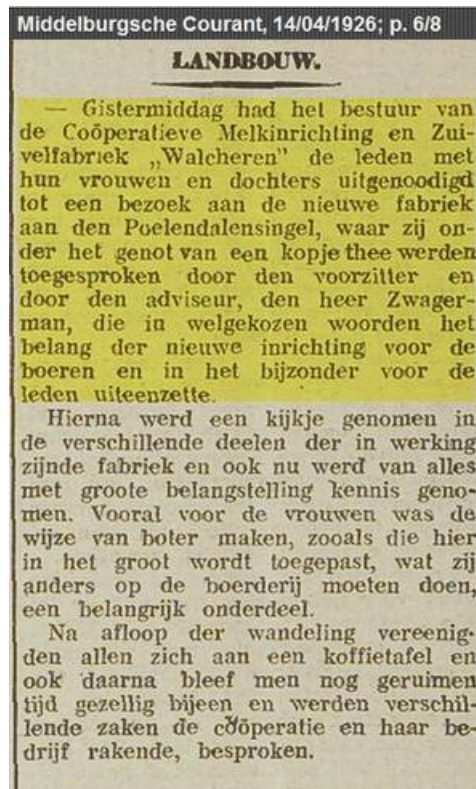 Middelburgsche Courant, 14/04/1926; p. 6/8
LANDBOUW.
— Gistermiddag had het bestuur van
de Coöperatieve Melkinrichting en Zui-
velfabriek „Walcheren” de leden met
hun vrouwen en dochters uitgenoodigd
tot een bezoek aan de nieuwe fabriek
aan den Poelendalensingel, waar zij on-
der het genot van een kopje thee werden
toegesproken door den voorzitter en
door den adviseur, den heer Zwager-
man, die in welgekozen woorden het
belang der nieuwe inrichting voor de
boeren en in het bijzonder voor de
leden uiteenzette.
Hierna werd een kijkje genomen in
de verschillende deelen der in werking
zijnde fabriek en ook nu werd van alles
met groote belangstelling kennis geno-
men. Vooral voor de vrouwen was de
wijze van boter maken, zooals die hier
in het groot wordt toegepast, wat zij
anders op de boerderij moeten doen,
een belangrijk onderdeel.
Na afloop der wandeling vereenig-
den allen zich aan een koffietafel en
ook daarna bleef men nog geruimen
tijd gezellig bijeen en werden verschil-
lende zaken de coöperatie en haar be-
drijf rakende, besproken.